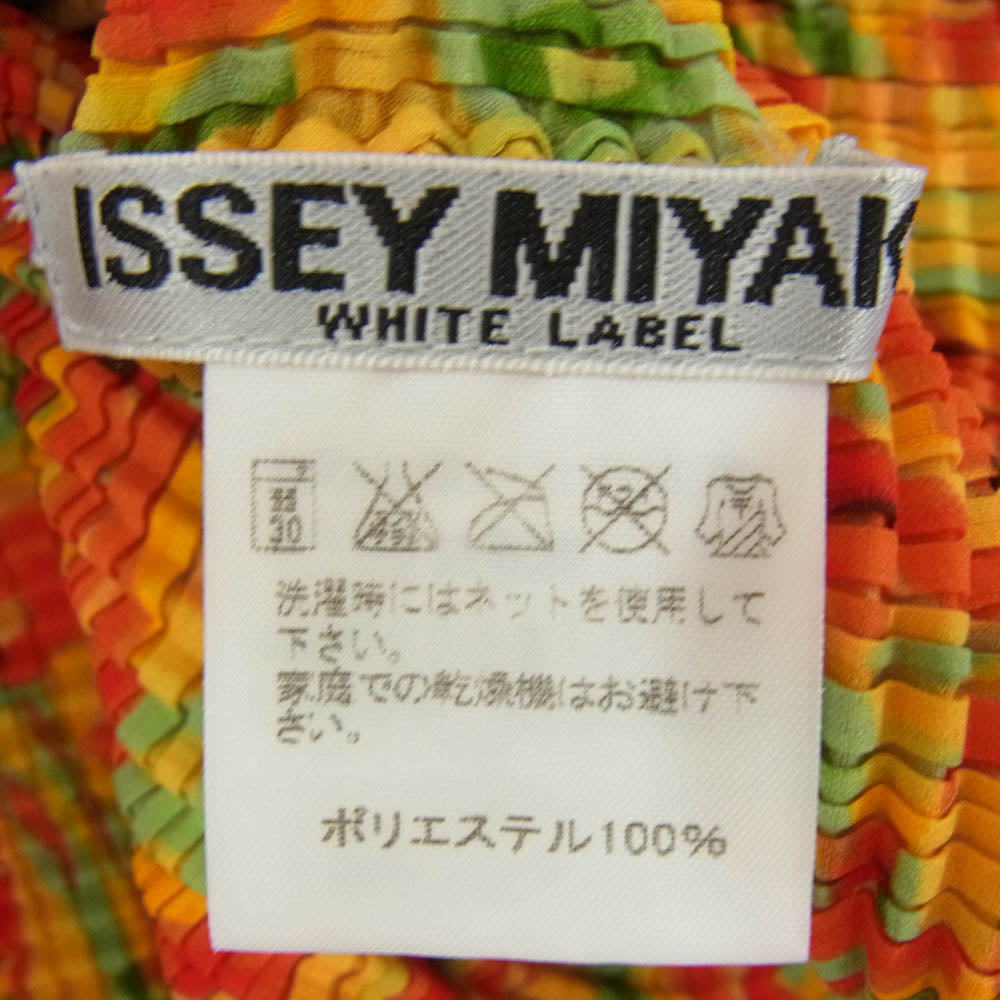 ISSEY MIYAK
WHITE LABEL
30
洗濯時にはネットを使用して
下さい。
家庭での乾燥機はお避け下
さい。
ポリエステル100%